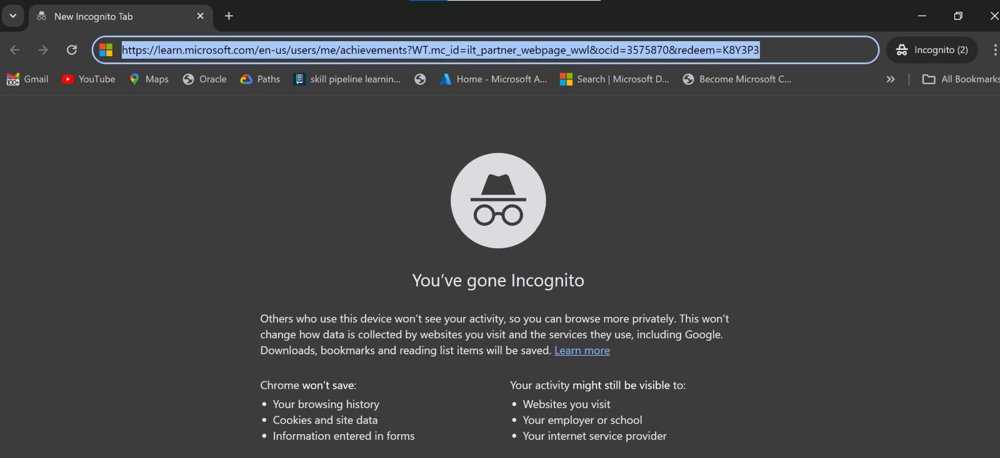 New Incognito Tab
https://learn.microsoft.com/en-us/users/me/achievements?WT.mc_id=ilt_partner_webpage_wwl&ocid=3575870&redeem=K8Y3P3
Incognito (2)
100+
Gmail
YouTube
Maps
Oracle
Paths
skill pipeline learnin...
Home - Microsoft A...
Search | Microsoft D...
Become Microsoft C...
All Bookmarks
You've gone Incognito
Others who use this device won't see your activity, so you can browse more privately. This won't
change how data is collected by websites you visit and the services they use, including Google.
Downloads, bookmarks and reading list items will be saved. Learn more
Chrome won't save:
• Your browsing history
• Cookies and site data
• Information entered in forms
Your activity might still be visible to:
• Websites you visit
• Your employer or school
• Your internet service provider